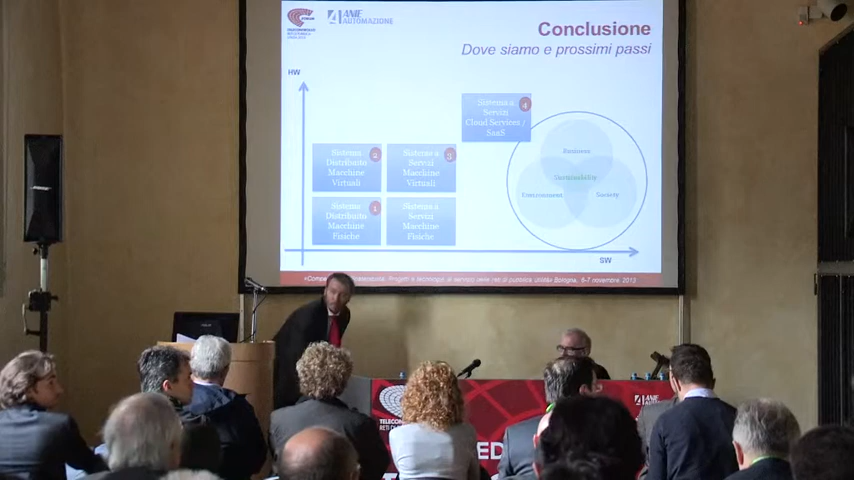 FORUM
TELECONTROLLO
ANIE
AUTOMAZIONE
Conclusione
Dove siamo e prossimi passi
HW
Sistema a
Servizi
Cloud Services /
SaaS
4
Sistema
Distribuito
Macchine
Virtuali
2
Sistema a
Servizi
Macchine
Virtuali
3
Sistema
Distribuito
Macchine
Fisiche
1
Sistema a
Servizi
Macchine
Fisiche
Business
Sustainability
Environment
Society
SW
Bologna, 6-7 novembre 2013